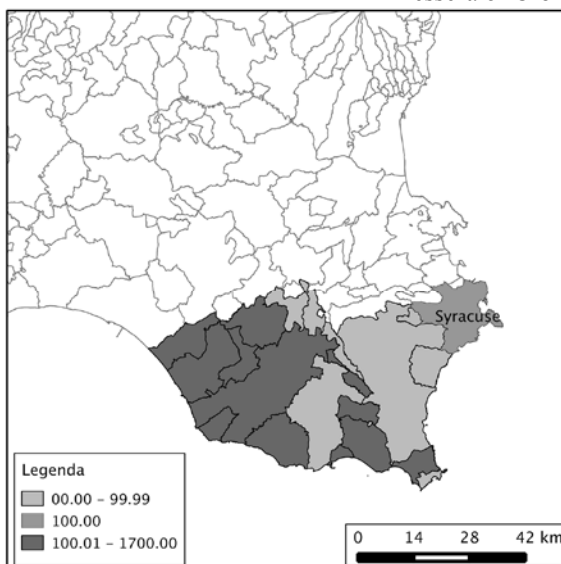 Syracuse
Legenda
00.00 – 99.99
100.00
100.01 – 1700.00
0 14 28 42 km